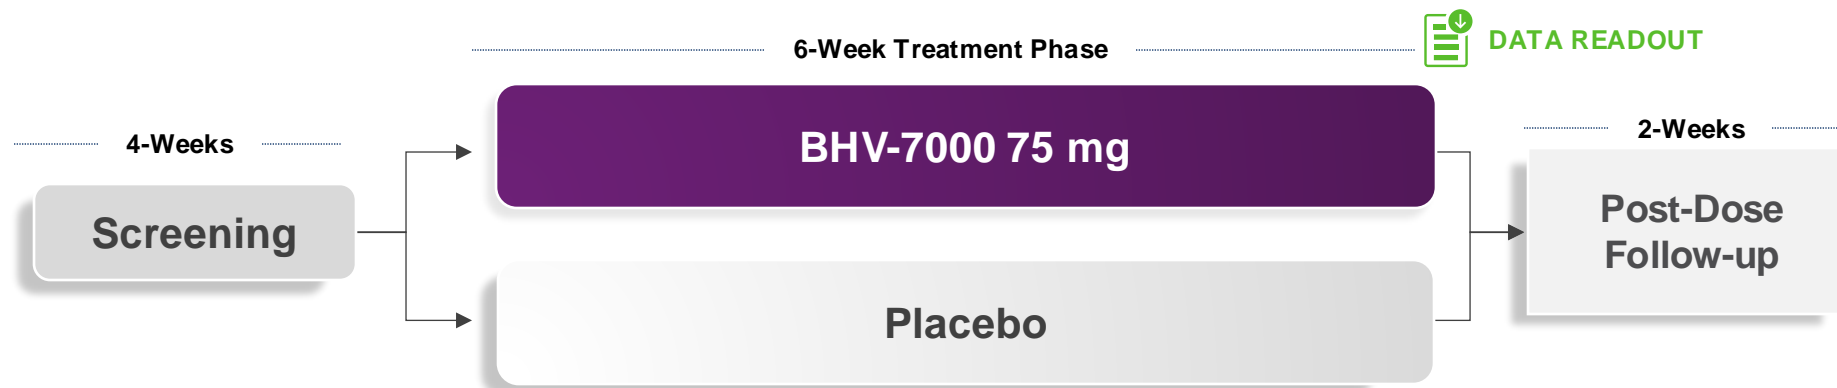 6-Week Treatment Phase
DATA READOUT
4-Weeks
Screening
BHV-7000 75 mg
Placebo
2-Weeks
Post-Dose
Follow-up